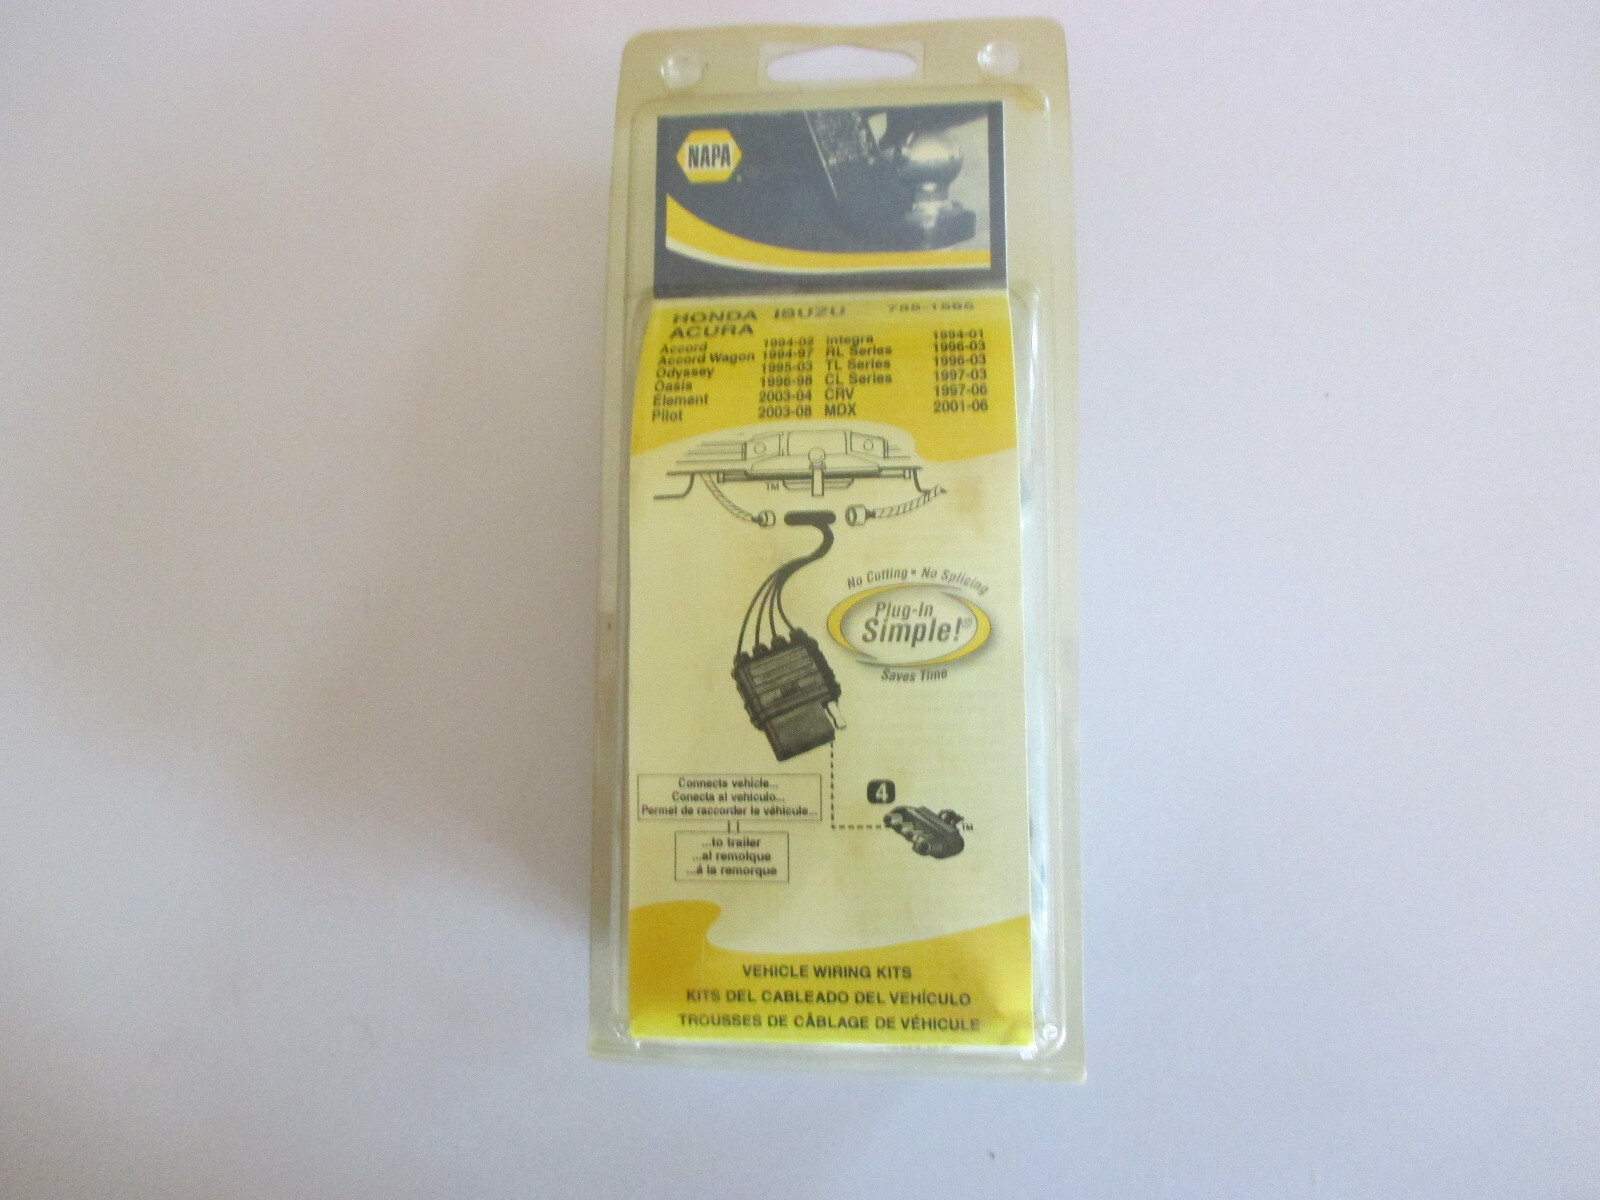 NAPA
HONDA ISUZU 755-1595
ACURA
Accord 1994-02 Integra 1994-01
Accord Wagon 1994-97 RL Series 1996-03
Odyssey 1995-03 TL Series 1996-03
Oasis 1996-98 CL Series 1997-03
Element 2003-04 CRV 1997-06
Pilot 2003-08 MDX 2001-06
TM
No Cutting • No Splicing
Plug-In
Simple!®
Saves Time
Connects vehicle...
Conecta al vehículo...
Permet de raccorder le véhicule...
...to trailer
...al remolque
...á la remorque
4
TM
VEHICLE WIRING KITS
KITS DEL CABLEADO DEL VEHÍCULO
TROUSSES DE CÂBLAGE DE VÉHICULE